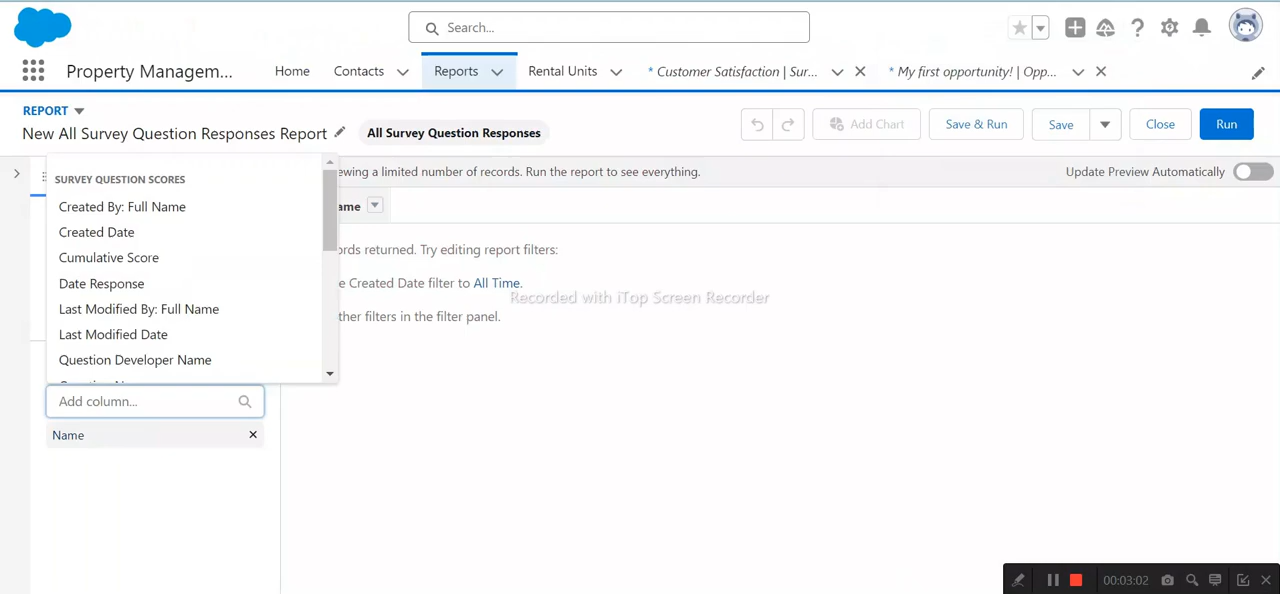 Search...
Property Managem...
Home
Contacts
Reports
Rental Units
* Customer Satisfaction | Sur...
* My first opportunity! | Opp...
REPORT
New All Survey Question Responses Report
All Survey Question Responses
Add Chart
Save & Run
Save
Close
Run
ewing a limited number of records. Run the report to see everything.
Update Preview Automatically
SURVEY QUESTION SCORES
Created By: Full Name
Created Date
Cumulative Score
Date Response
Last Modified By: Full Name
Last Modified Date
Question Developer Name
Add column...
Name
ame
ords returned. Try editing report filters:
e Created Date filter to All Time.
ther filters in the filter panel.
Recorded with iTop Screen Recorder
00:03:02